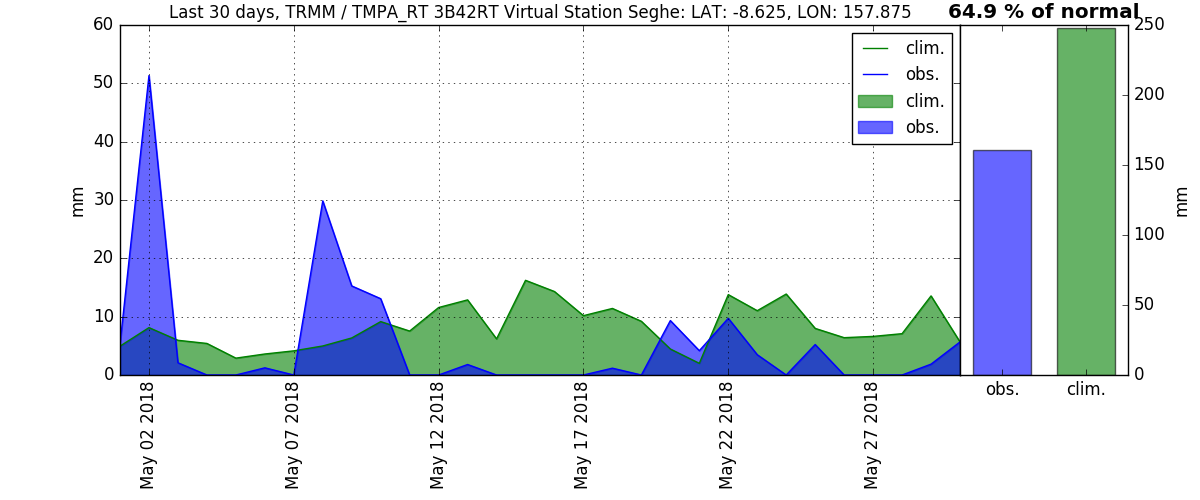 Last 30 days, TRMM / TMPA_RT 3B42RT Virtual Station Seghe: LAT: -8.625, LON: 157.875
64.9 % of normal
60
50
40
30
20
10
0
mm
clim.
obs.
clim.
obs.
May 02 2018
May 07 2018
May 12 2018
May 17 2018
May 22 2018
May 27 2018
250
200
150
100
50
0
mm
obs.
clim.